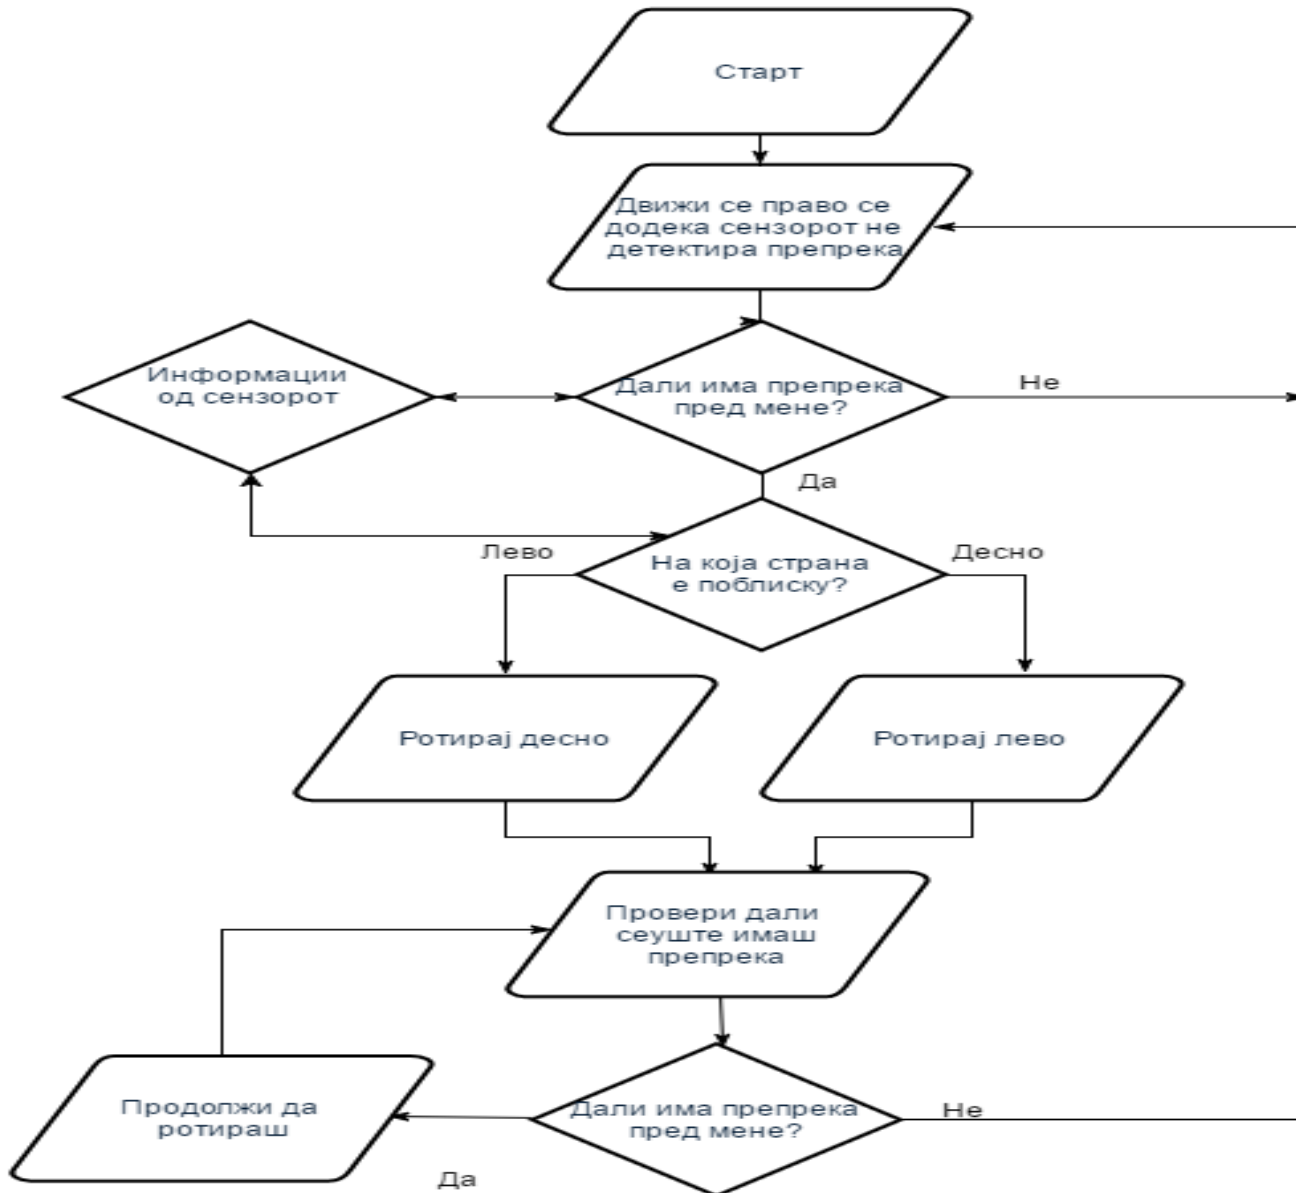 Старт
Движи се право се
додека сензорот не
детектира препрека
Информации
од сензорот
Дали има препрека
пред мене?
Не
Да
Лево
На која страна
е поблиску?
Десно
Ротирај десно
Ротирај лево
Провери дали
сеуште имаш
препрека
Продолжи да
ротираш
Дали има препрека
пред мене?
Не
Да